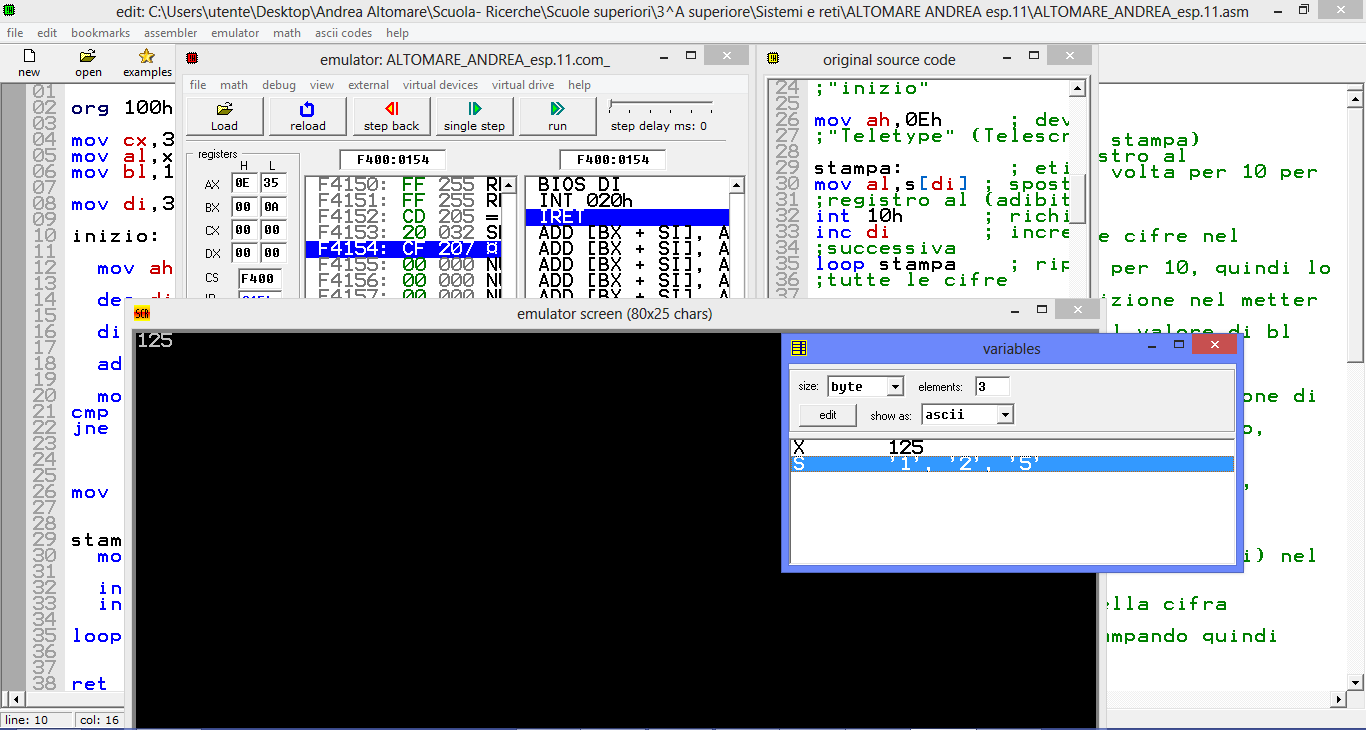 edit: C:\Users\utente\Desktop\Andrea Altomare\Scuola- Ricerche\Scuole superiori\3^A superiore\Sistemi e reti\ALTOMARE ANDREA esp.11\ALTOMARE_ANDREA_esp.11.asm
file edit bookmarks assembler emulator math ascii codes help
new open examples
01
02 org 100h
03
04 mov cx,3
05 mov al,x
06 mov bl,1
07
08 mov di,3
09
10 inizio:
11
12 mov ah
13
14
15
16 di
17
18 ad
19
20 mo
21 cmp
22 jne
23
24
25
26 mov
27
28
29 stam
30 mo
31
32 in
33 in
34
35 loop
36
37
38 ret
line: 10 col: 16
emulator: ALTOMARE_ANDREA_esp.11.com_
file math debug view external virtual devices virtual drive help
Load reload step back single step run step delay ms: 0
registers
H L
AX 0E 35
BX 00 0A
CX 00 00
DX 00 00
CS F400
F400:0154
F4150: FF 255
F4151: FF 255
F4152: CD 205 =
F4153: 20 032
F4154: CF 207 ¤
F4155: 00 000
F4156: 00 000
F4157: 00 000
F400:0154
BIOS DI
INT 020h
IRET
ADD [BX + SI], A
ADD [BX + SI], A
ADD [BX + SI], A
ADD [BX + SI], A
ADD [BX + SI], A
original source code
24 ;"inizio"
25
26 mov ah,0Eh ; dev
27 ;"Teletype" (Telescr
28
29 stampa: ; eti
30 mov al,s[di] ; spost
31 ;registro al (adibit
32 int 10h ; richi
33 inc di ; incre
34 ;successiva
35 loop stampa ; rip
36 ;tutte le cifre
37
stampa)
stro al
volta per 10 per
e cifre nel
per 10, quindi lo
izione nel metter
l valore di bl
one di
o,
,
i) nel
lla cifra
mpando quindi
emulator screen (80x25 chars)
125
variables
size: byte elements: 3
edit show as: ascii
X 125
S '1', '2', '5'